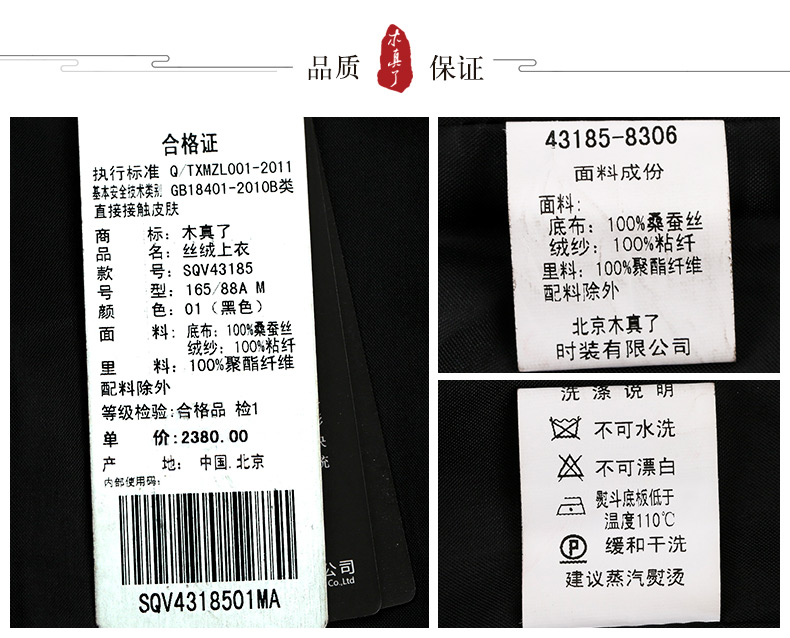 品质 木真了 保证
合格证
执行标准 Q/TXMZL001-2011
基本安全技术类别 GB18401-2010B类
直接接触皮肤
商 标: 木真了
品 名: 丝绒上衣
款 号: SQV43185
号 型: 165/88A M
颜 色: 01 (黑色)
面 料: 底布: 100%桑蚕丝
绒纱: 100%粘纤
里 料: 100%聚酯纤维
配料除外
等级检验:合格品 检1
单 价:2380.00
产 地: 中国.北京
内部使用码:
SQV4318501MA
公司
Co.,Ltd
43185-8306
面料成份
面料:
底布: 100%桑蚕丝
绒纱: 100%粘纤
里料: 100%聚酯纤维
配料除外
北京木真了
时装有限公司
洗涤说明
不可水洗
不可漂白
熨斗底板低于
温度110℃
P 缓和干洗
建议蒸汽熨烫